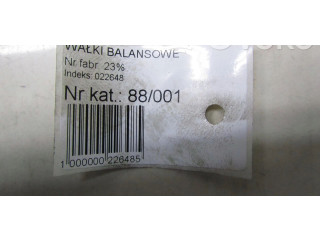 WAŁKI BALANSOWE
Nr.fabr 23%
Indeks: 022648
Nr kat.: 88/001
1 000000 226485